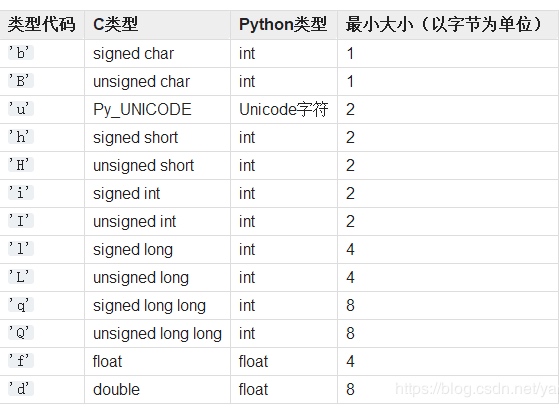 类型代码 C类型 Python类型 最小大小（以字节为单位）
'b' signed char int 1
'B' unsigned char int 1
'u' Py_UNICODE Unicode字符 2
'h' signed short int 2
'H' unsigned short int 2
'i' signed int int 2
'I' unsigned int int 2
'l' signed long int 4
'L' unsigned long int 4
'q' signed long long int 8
'Q' unsigned long long int 8
'f' float float 4
'd' double float 8
https://blog.csdn.net/ya